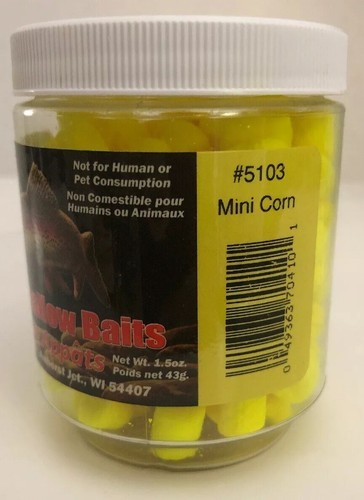 Not for Human or
Pet Consumption
Non Comestible pour
Humains ou Animaux
Baits
Net Wt. 1.5oz.
Poids net 43g.
Jct., WI 54407
#5103
Mini Corn
0 49363 70410 1